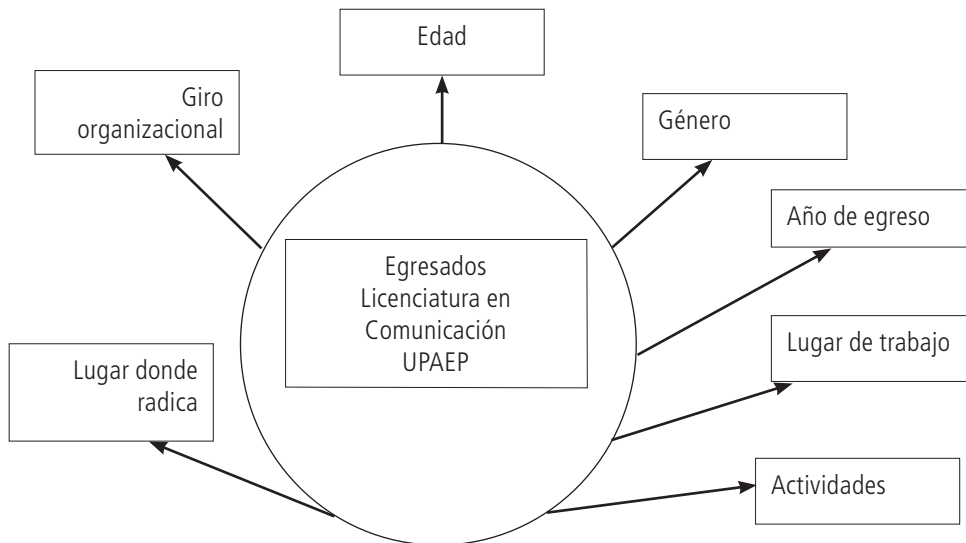 Edad
Giro
organizacional
Género
Año de egreso
Egresados
Licenciatura en
Comunicación
UPAEP
Lugar de trabajo
Lugar donde
radica
Actividades